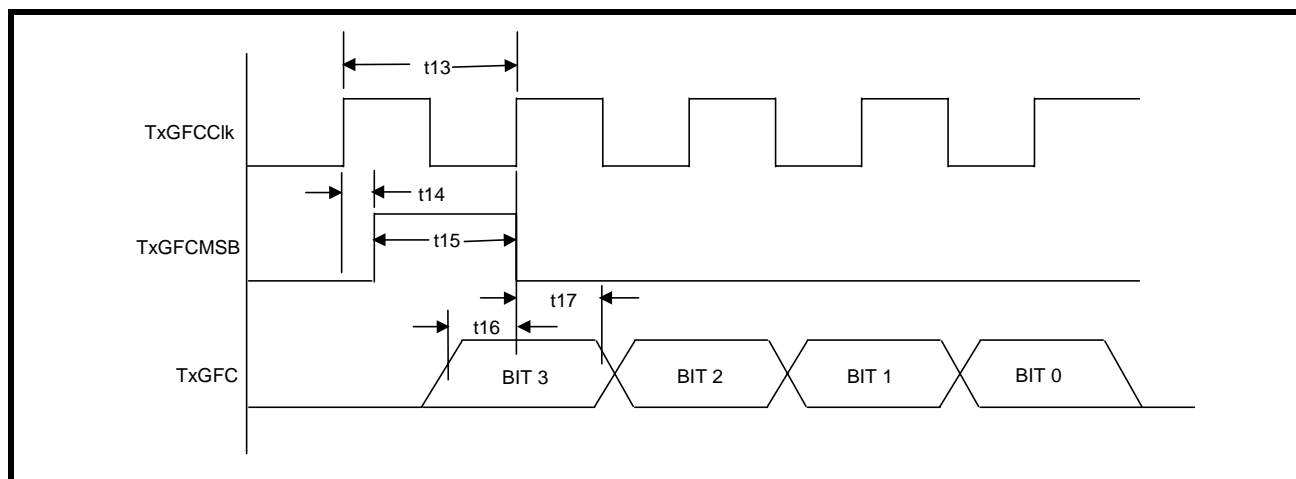 t13
TxGFCClk
t14
TxGFCMSB
t15
t17
t16
TxGFC
BIT 3
BIT 2
BIT 1
BIT 0